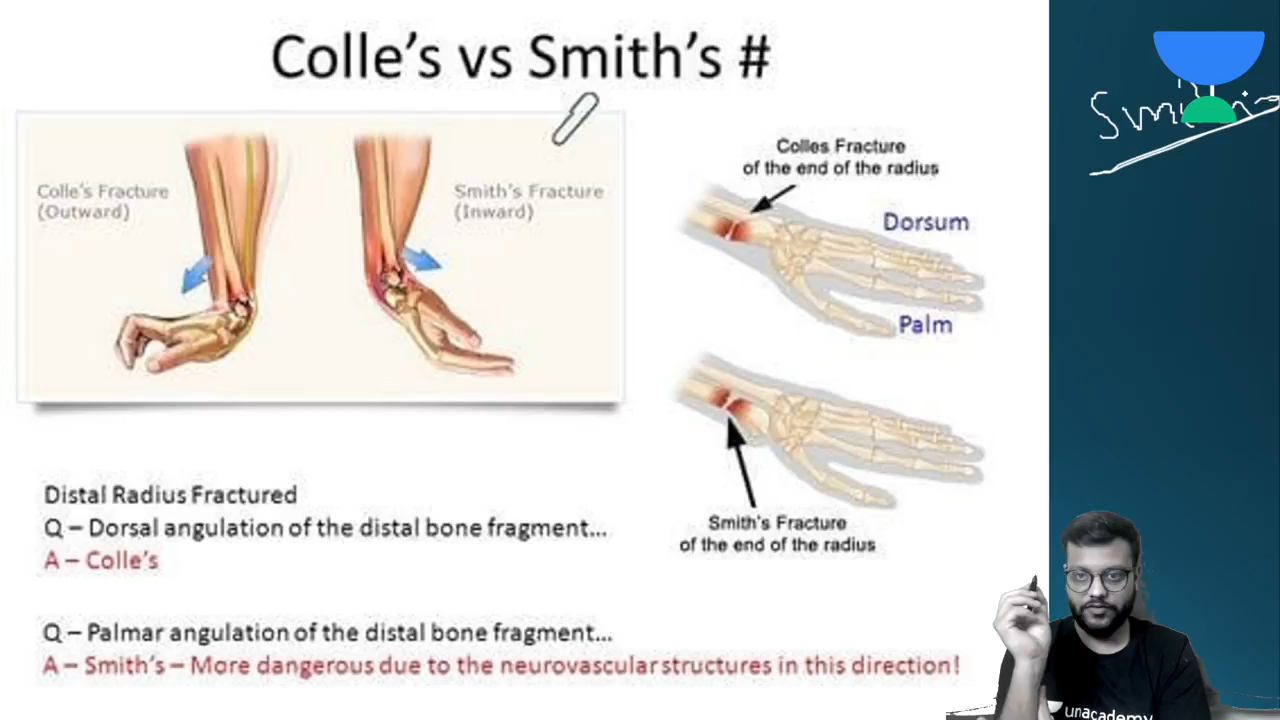 Colle's vs Smith's #
Colle's Fracture
(Outward)
Smith's Fracture
(Inward)
Colles Fracture
of the end of the radius
Dorsum
Palm
Smith's Fracture
of the end of the radius
Distal Radius Fractured
Q – Dorsal angulation of the distal bone fragment...
A – Colle's
Q – Palmar angulation of the distal bone fragment...
A – Smith's – More dangerous due to the neurovascular structures in this direction!
unacademy